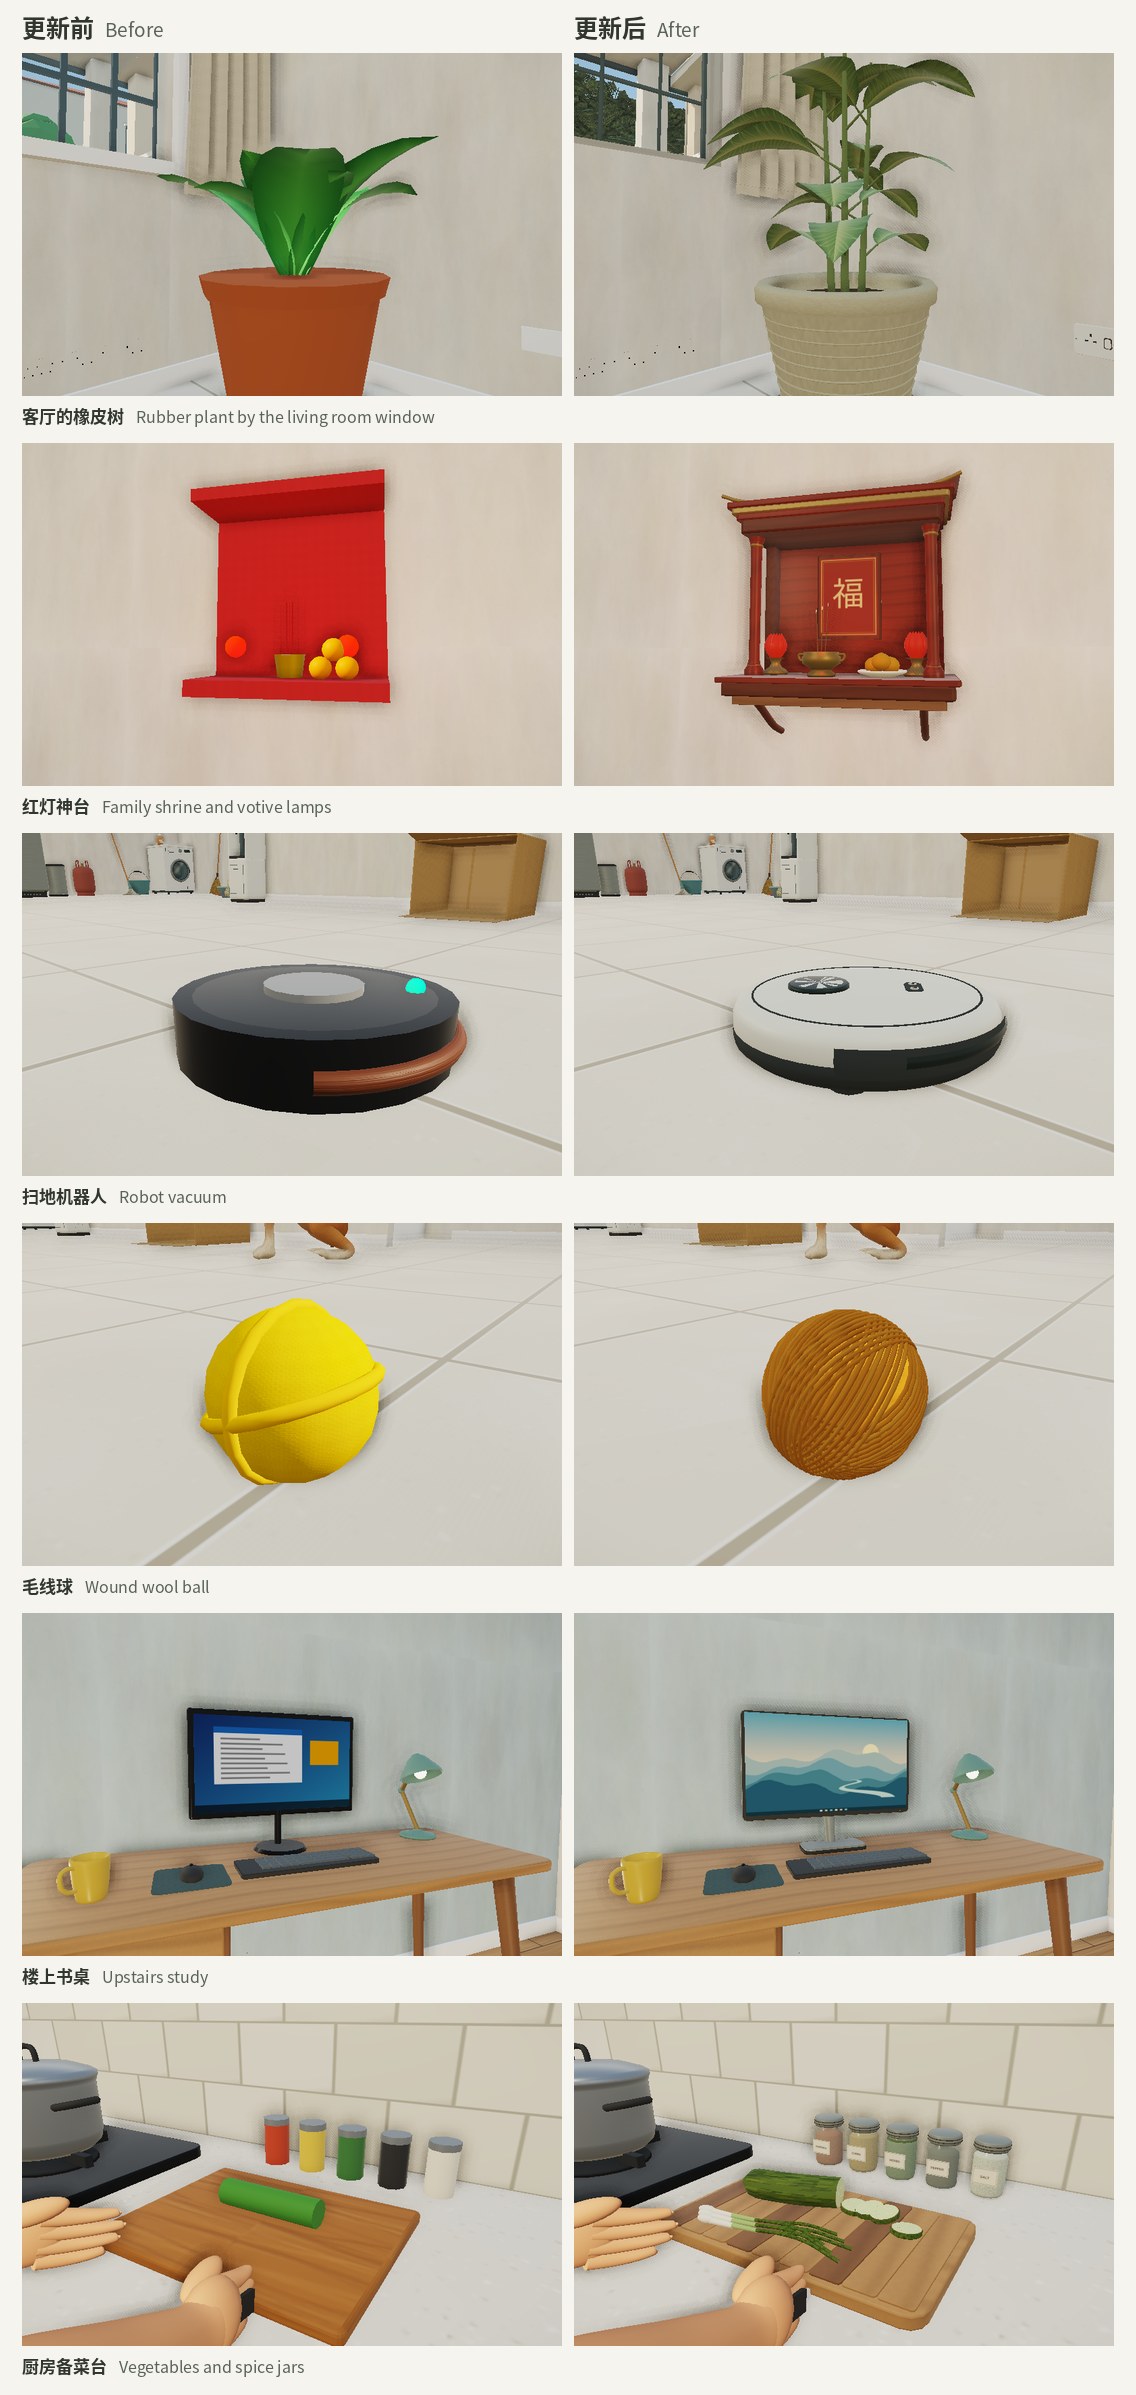 更新前 Before
更新后 After
客厅的橡皮树 Rubber plant by the living room window
福
红灯神台 Family shrine and votive lamps
扫地机器人 Robot vacuum
毛线球 Wound wool ball
楼上书桌 Upstairs study
厨房备菜台 Vegetables and spice jars